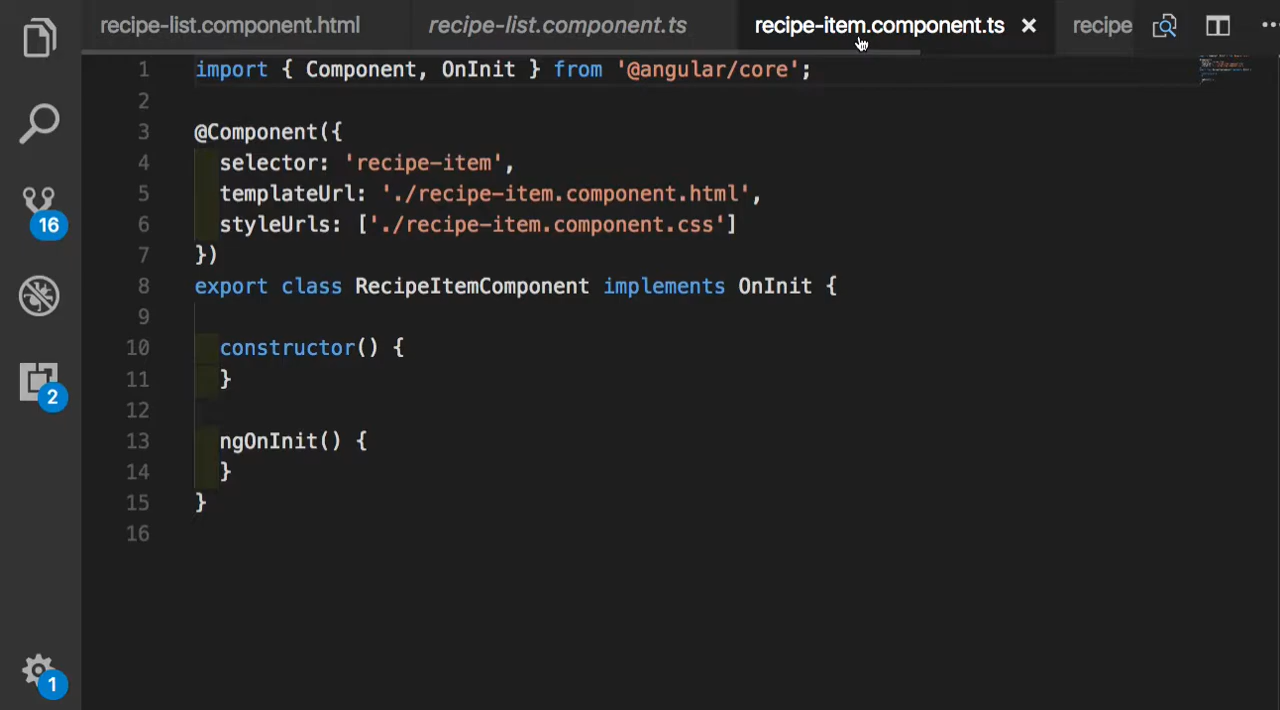 recipe-list.component.html
recipe-list.component.ts
recipe-item.component.ts
recipe
1 import { Component, OnInit } from '@angular/core';
2
3 @Component({
4 selector: 'recipe-item',
5 templateUrl: './recipe-item.component.html',
6 styleUrls: ['./recipe-item.component.css']
7 })
8 export class RecipeItemComponent implements OnInit {
9
10 constructor() {
11 }
12
13 ngOnInit() {
14 }
15 }
16
16
2
1